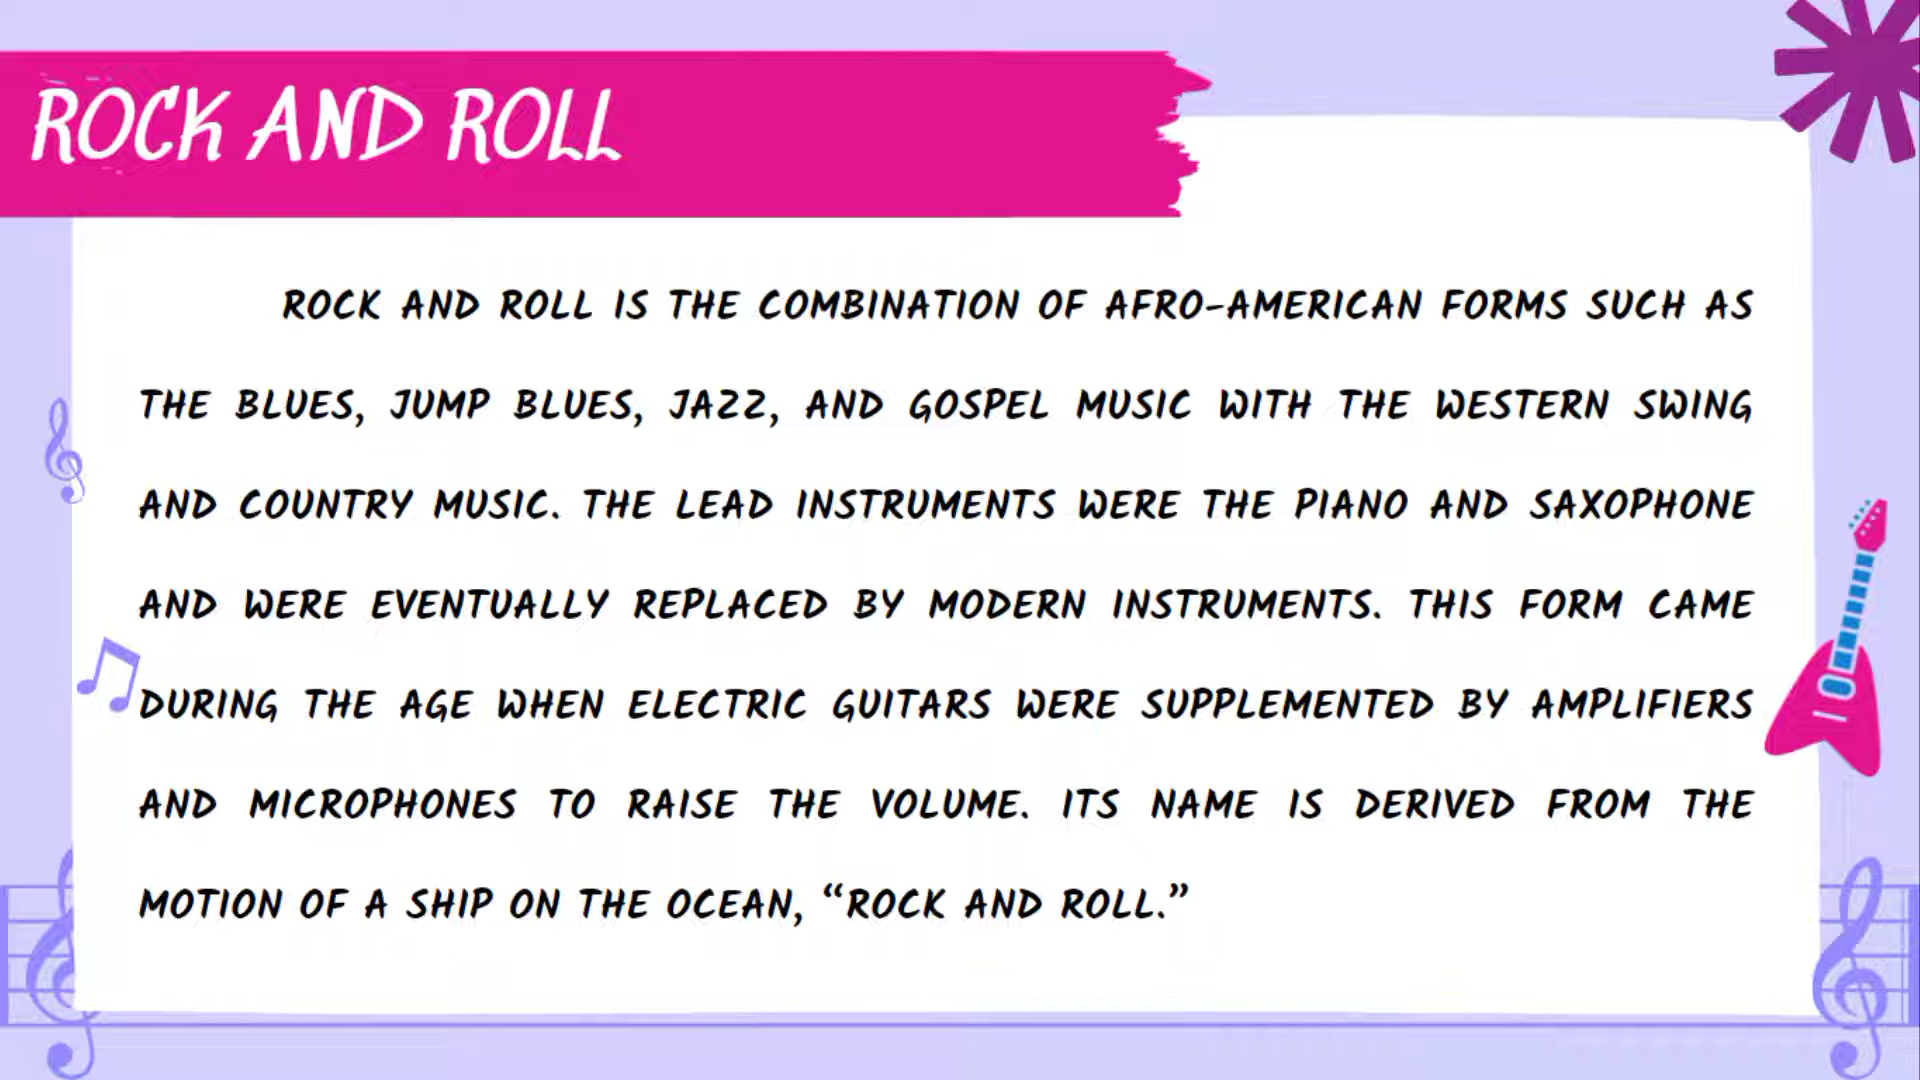 ROCK AND ROLL
ROCK AND ROLL IS THE COMBINATION OF AFRO-AMERICAN FORMS SUCH AS
THE BLUES, JUMP BLUES, JAZZ, AND GOSPEL MUSIC WITH THE WESTERN SWING
AND COUNTRY MUSIC. THE LEAD INSTRUMENTS WERE THE PIANO AND SAXOPHONE
AND WERE EVENTUALLY REPLACED BY MODERN INSTRUMENTS. THIS FORM CAME
DURING THE AGE WHEN ELECTRIC GUITARS WERE SUPPLEMENTED BY AMPLIFIERS
AND MICROPHONES TO RAISE THE VOLUME. ITS NAME IS DERIVED FROM THE
MOTION OF A SHIP ON THE OCEAN, “ROCK AND ROLL.”